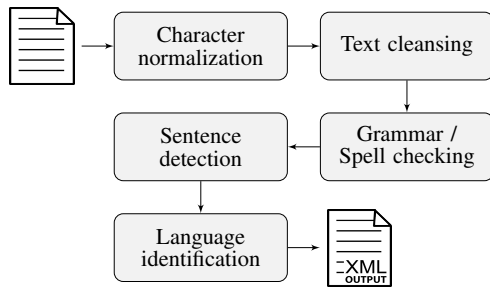 Character
normalization
Text cleansing
Grammar /
Spell checking
Sentence
detection
Language
identification
XML
OUTPUT